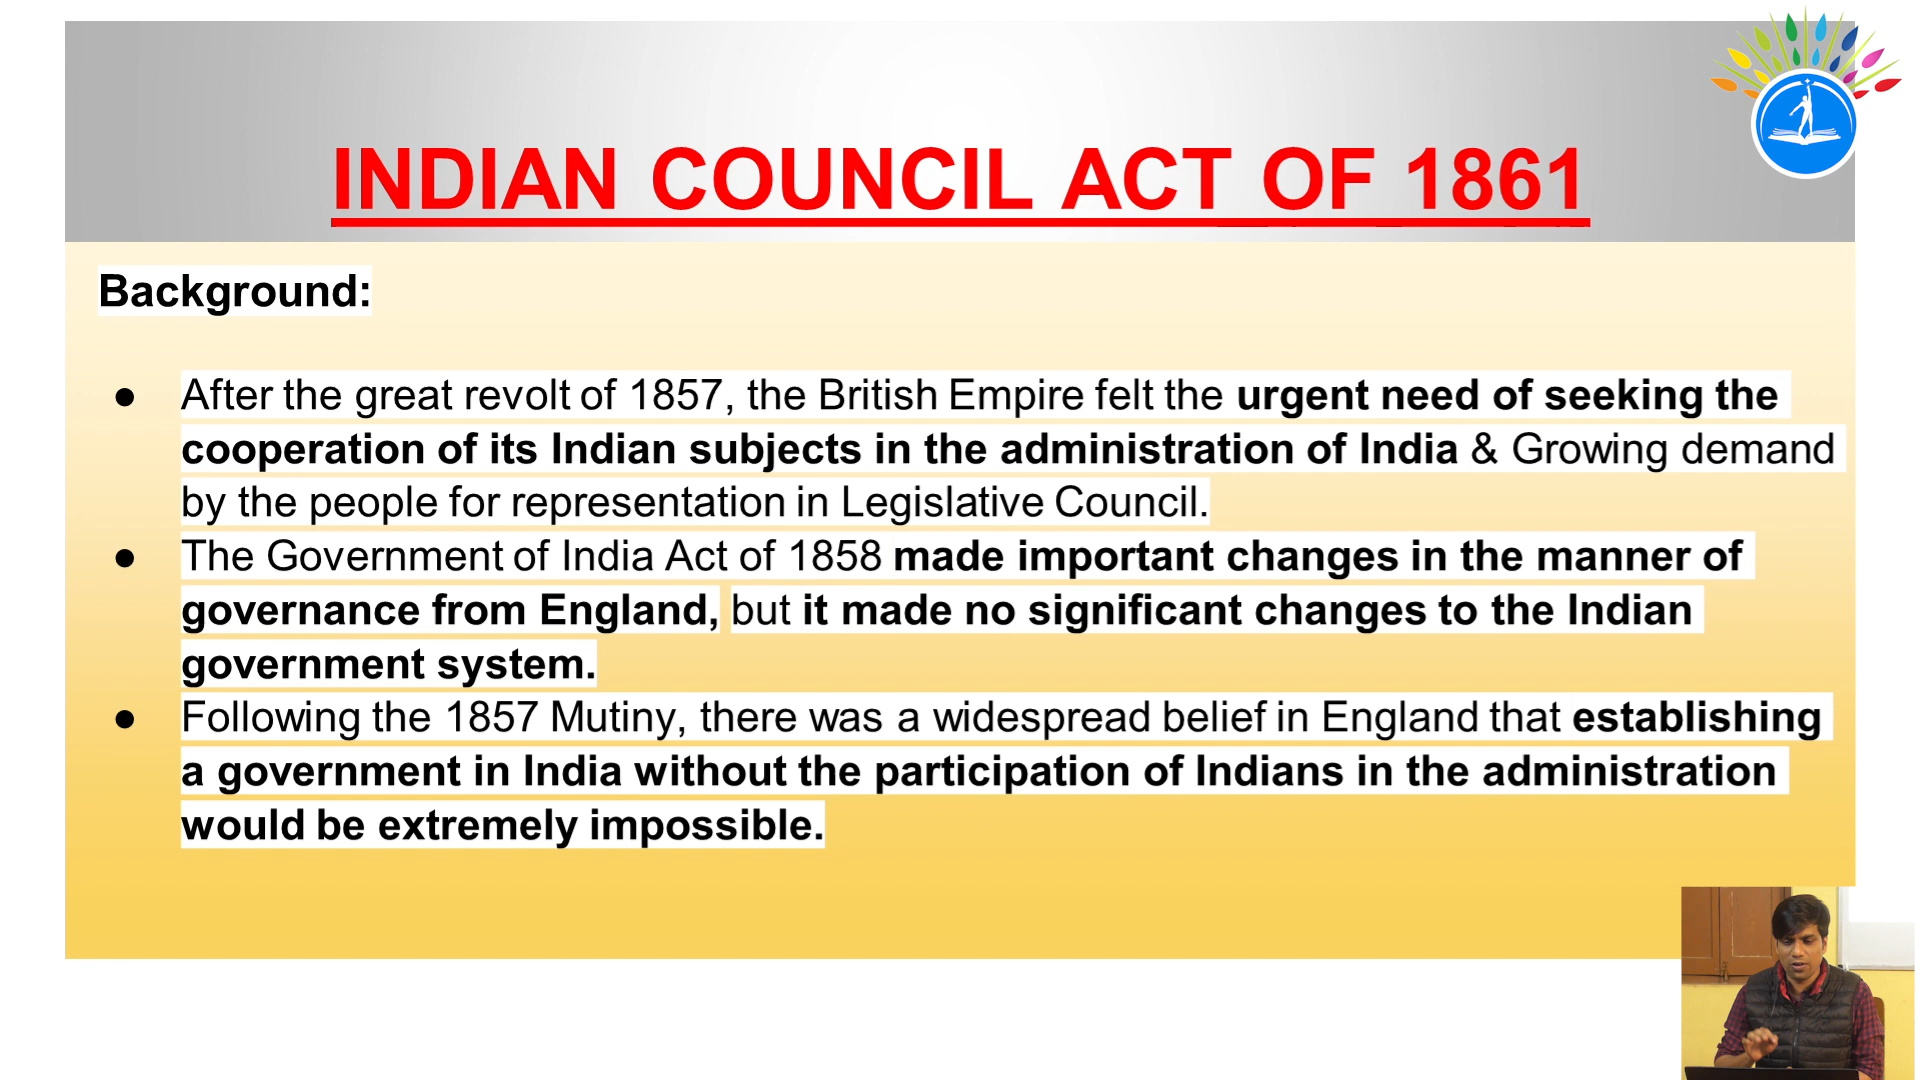 INDIAN COUNCIL ACT OF 1861
Background:
● After the great revolt of 1857, the British Empire felt the urgent need of seeking the
cooperation of its Indian subjects in the administration of India & Growing demand
by the people for representation in Legislative Council.
● The Government of India Act of 1858 made important changes in the manner of
governance from England, but it made no significant changes to the Indian
government system.
● Following the 1857 Mutiny, there was a widespread belief in England that establishing
a government in India without the participation of Indians in the administration
would be extremely impossible.